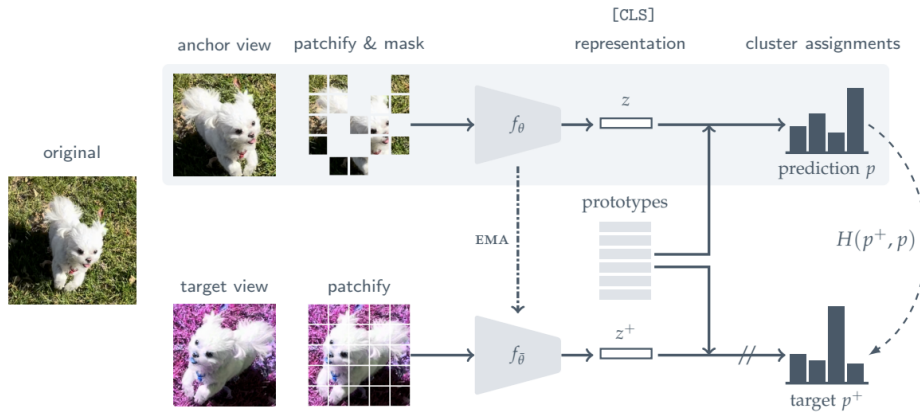 [CLS]
anchor view
patchify & mask
representation
cluster assignments
f_θ
z
original
prediction p
prototypes
EMA
H(p⁺, p)
target view
patchify
f_θ̄
z⁺
//
target p⁺